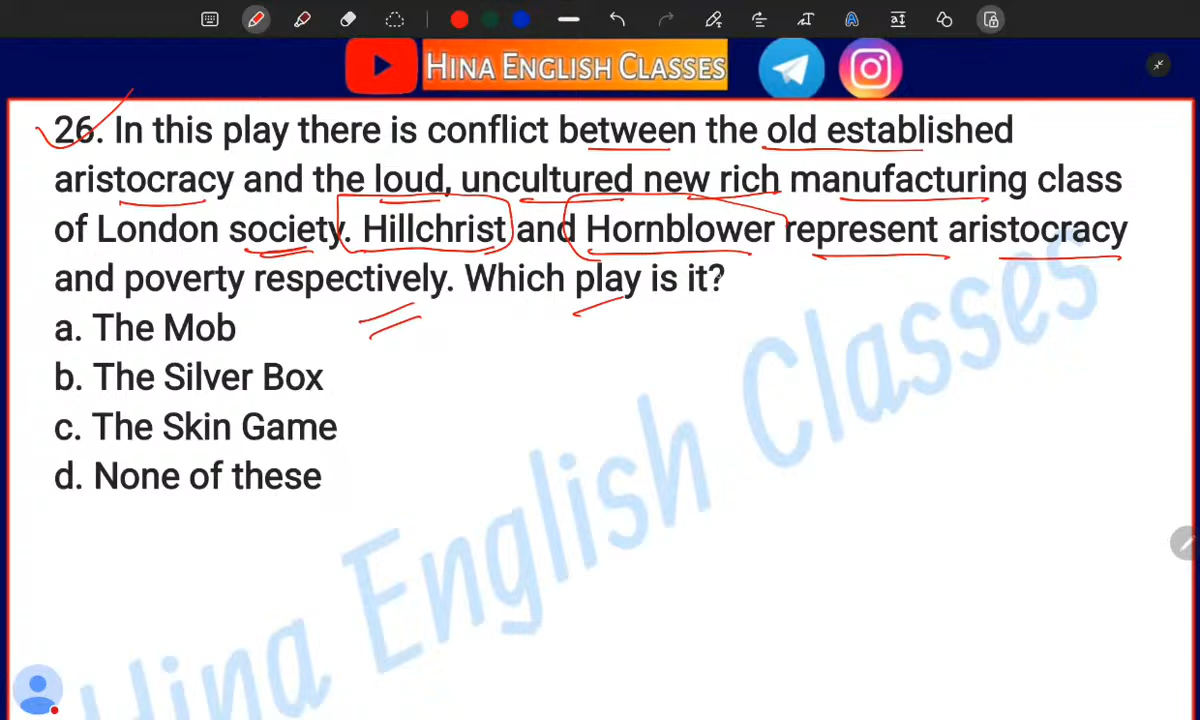 HINA ENGLISH CLASSES
26. In this play there is conflict between the old established
aristocracy and the loud, uncultured new rich manufacturing class
of London society. Hillchrist and Hornblower represent aristocracy
and poverty respectively. Which play is it?
a. The Mob
b. The Silver Box
c. The Skin Game
d. None of these
Hina English Classes